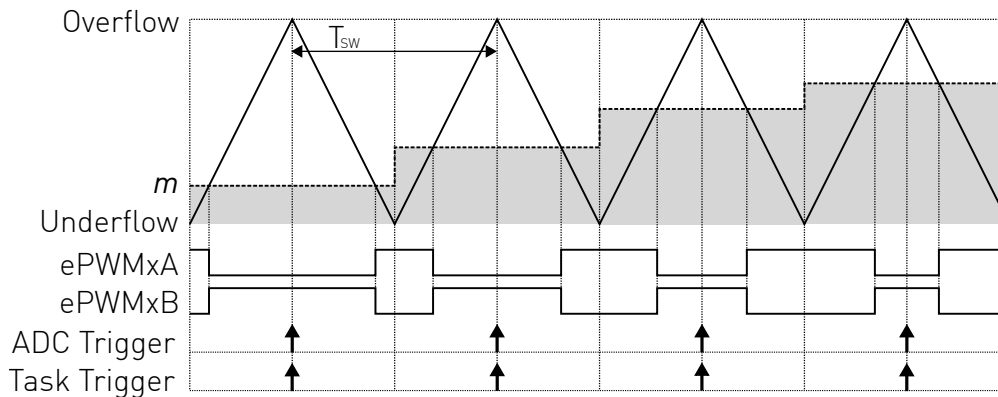 Overflow
Tsw
m
Underflow
ePWMxA
ePWMxB
ADC Trigger
Task Trigger